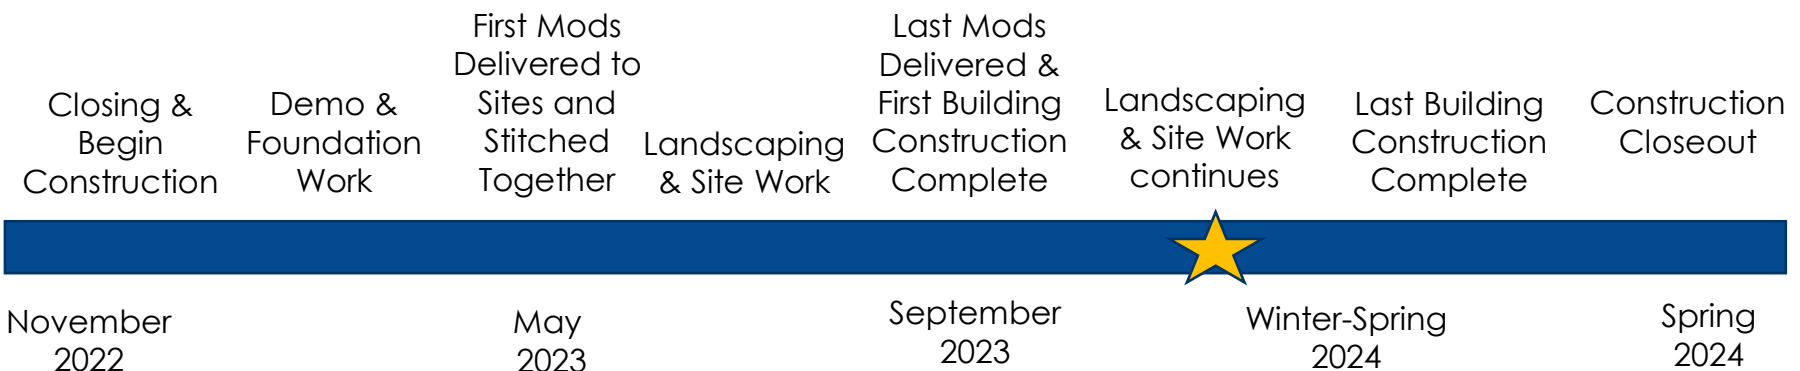 Closing &
Begin
Construction
Demo &
Foundation
Work
First Mods
Delivered to
Sites and
Stitched
Together
Landscaping
& Site Work
Last Mods
Delivered &
First Building
Construction
Complete
Landscaping
& Site Work
continues
Last Building
Construction
Complete
Construction
Closeout
November
2022
May
2023
September
2023
Winter-Spring
2024
Spring
2024